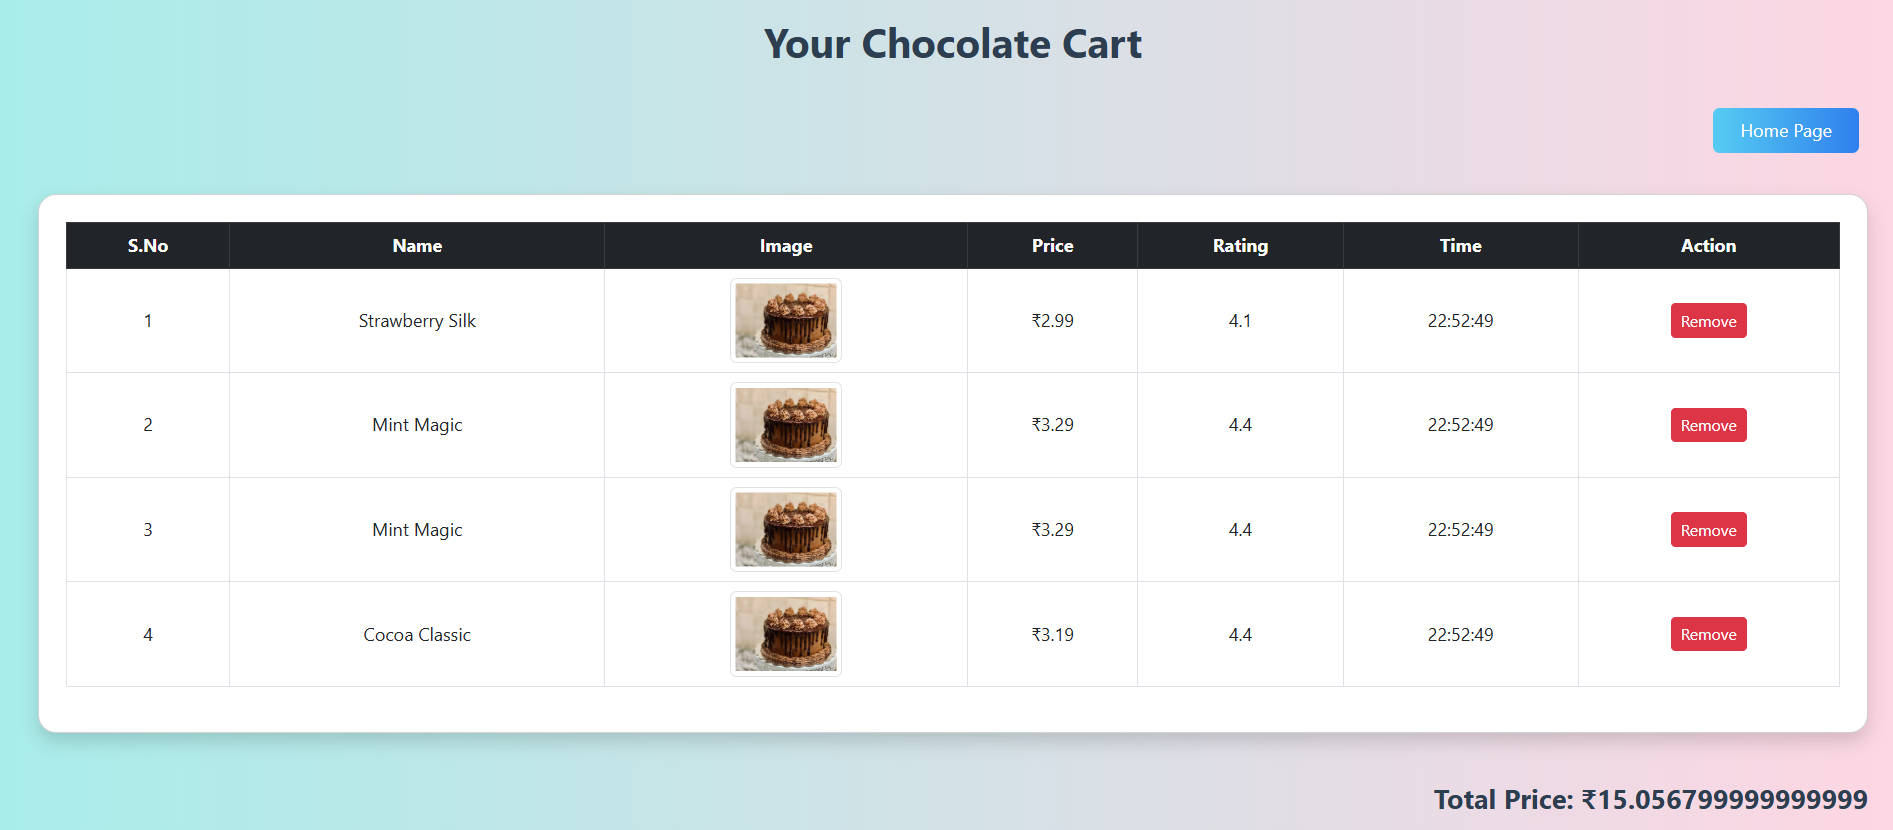 Your Chocolate Cart
Home Page
S.No Name Image Price Rating Time Action
1 Strawberry Silk ₹2.99 4.1 22:52:49 Remove
2 Mint Magic ₹3.29 4.4 22:52:49 Remove
3 Mint Magic ₹3.29 4.4 22:52:49 Remove
4 Cocoa Classic ₹3.19 4.4 22:52:49 Remove
Total Price: ₹15.056799999999999